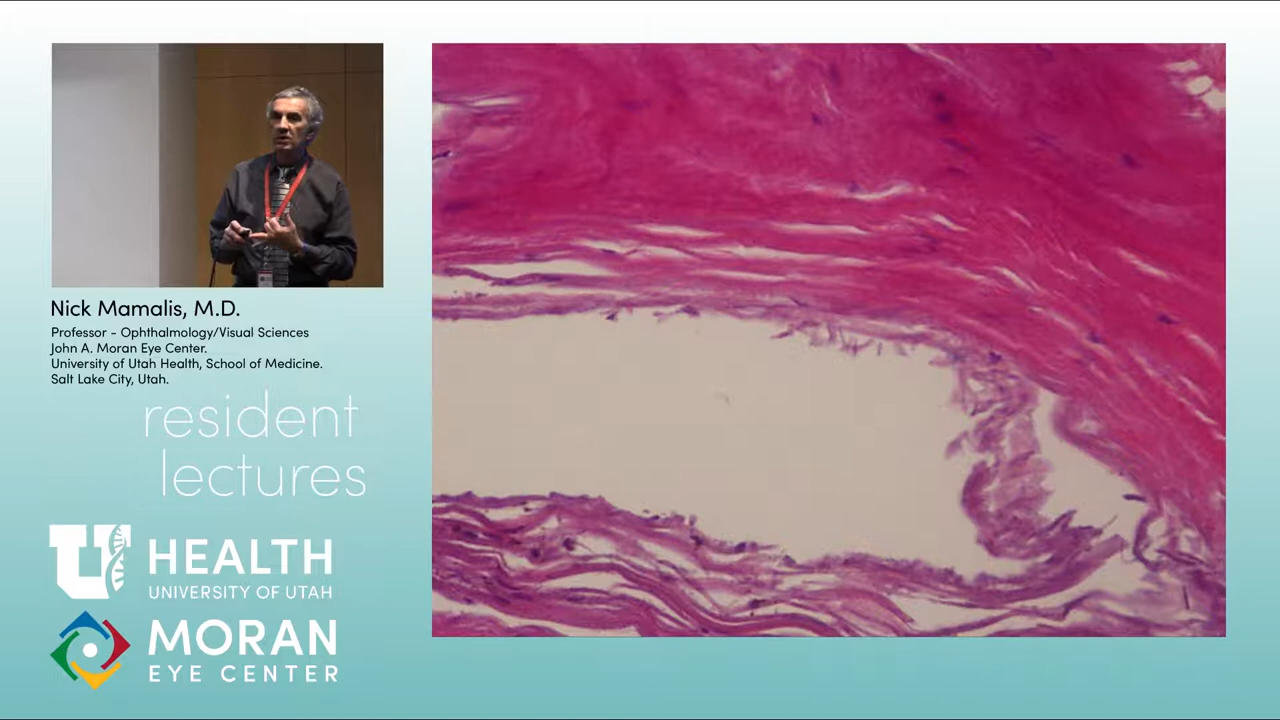 Nick Mamalis, M.D.
Professor - Ophthalmology/Visual Sciences
John A. Moran Eye Center.
University of Utah Health, School of Medicine.
Salt Lake City, Utah.
resident
lectures
U HEALTH
UNIVERSITY OF UTAH
MORAN
EYE CENTER